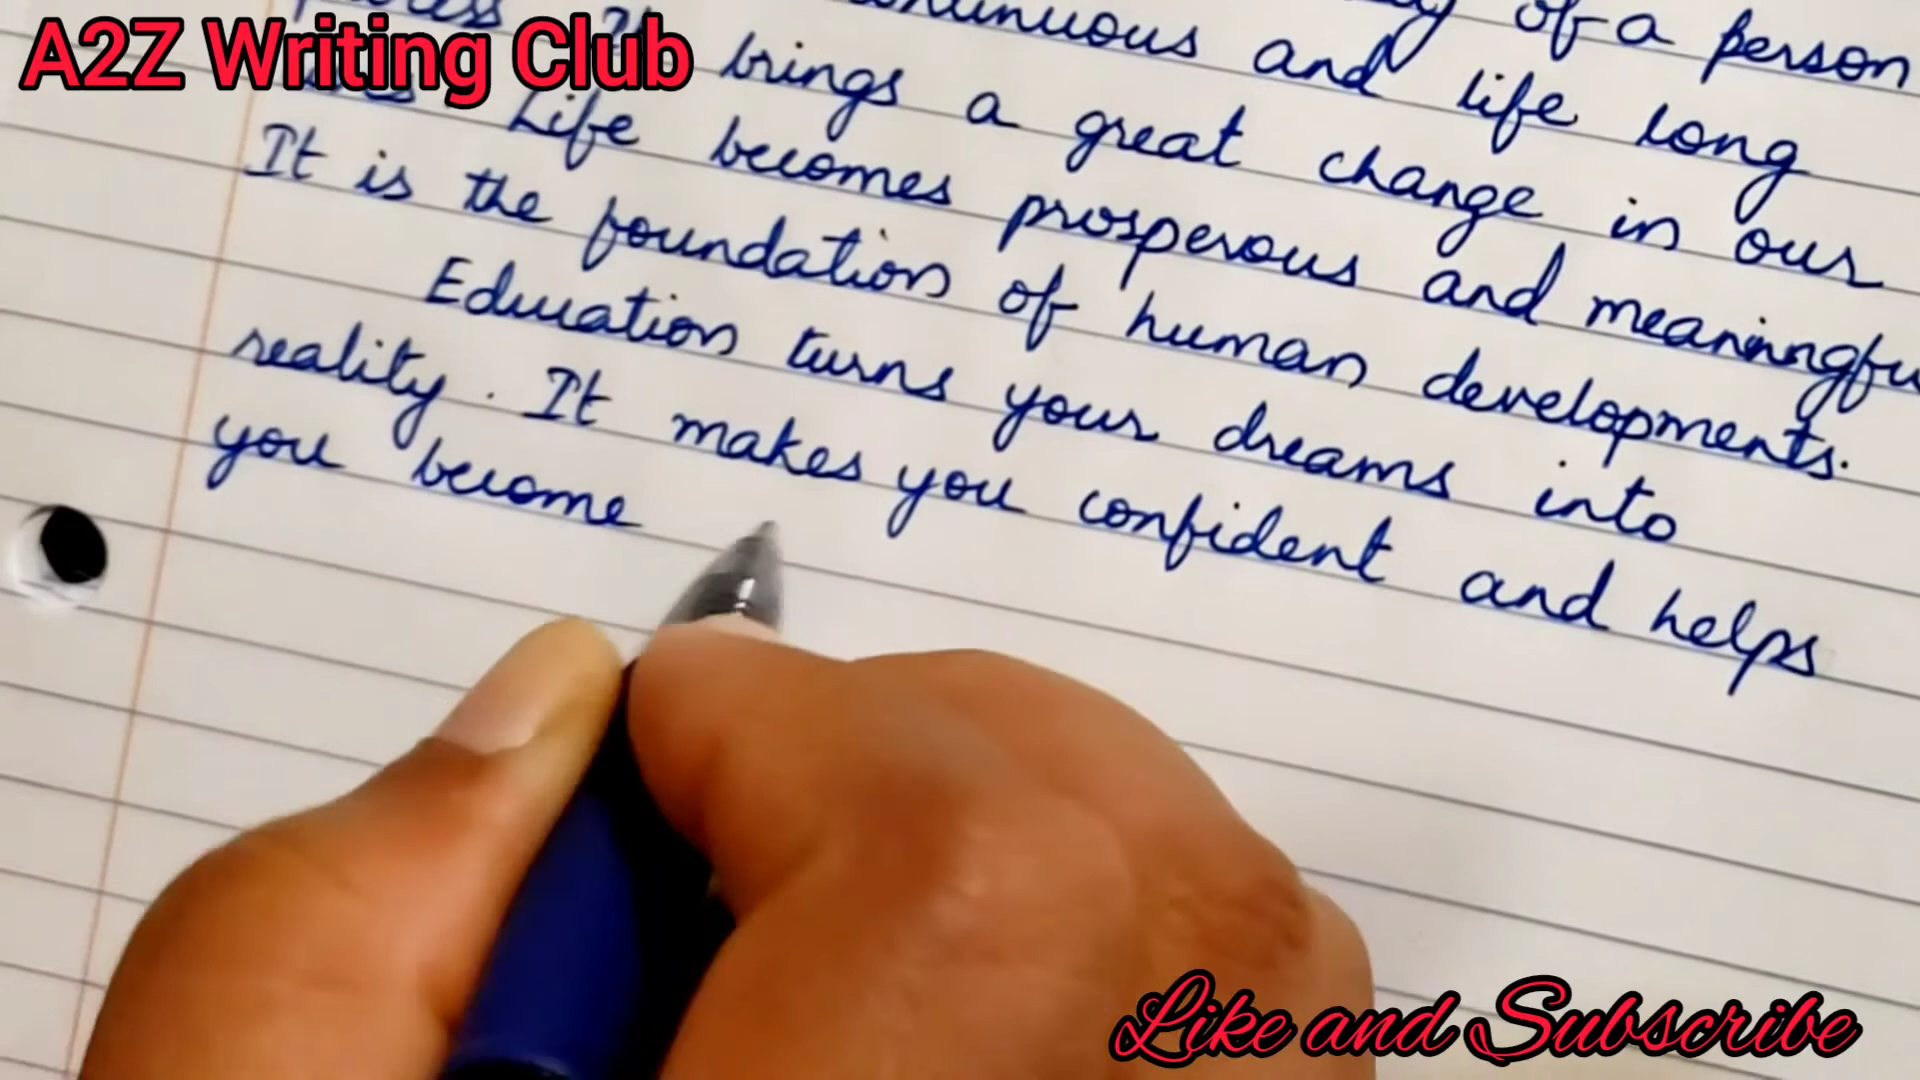 A2Z Writing Club
of a person
continuous and life long
It brings a great change in our
Life becomes prosperous and meaningfu
It is the foundation of human developments.
Education turns your dreams into
reality. It makes you confident and helps
you become
Like and Subscribe